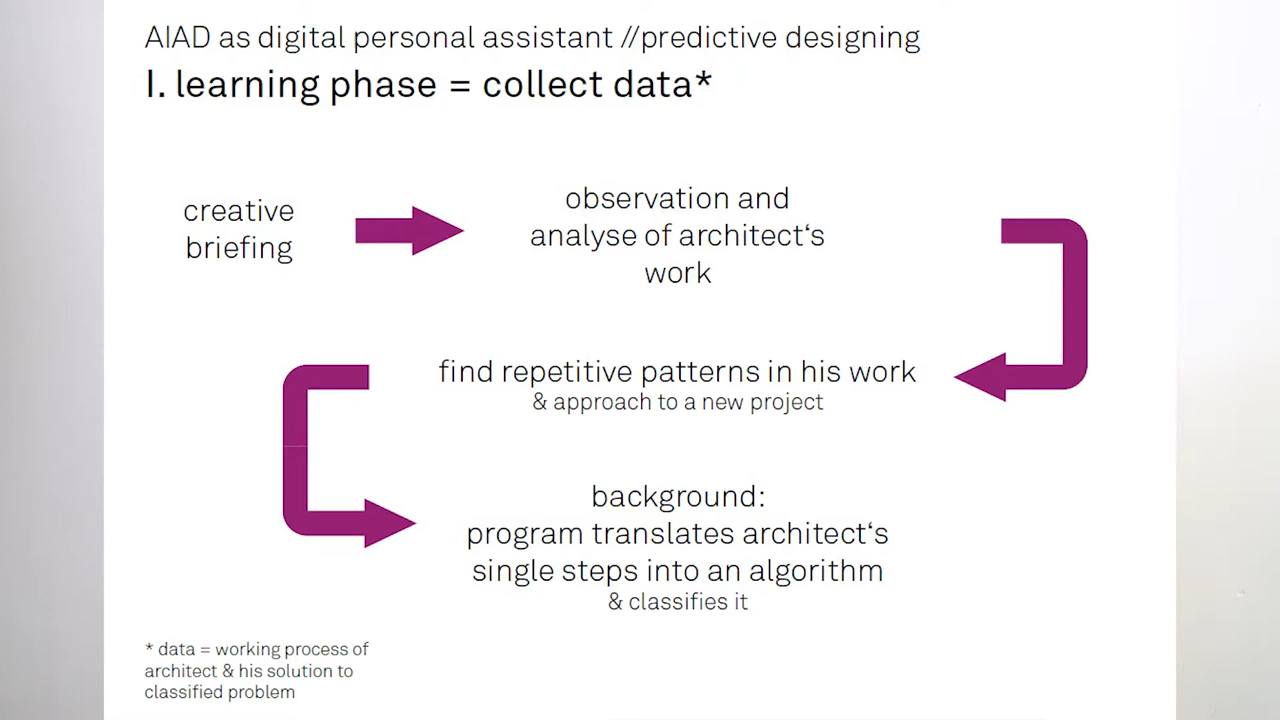 AIAD as digital personal assistant //predictive designing
I. learning phase = collect data*
creative
briefing
observation and
analyse of architect‘s
work
find repetitive patterns in his work
& approach to a new project
background:
program translates architect‘s
single steps into an algorithm
& classifies it
* data = working process of
architect & his solution to
classified problem